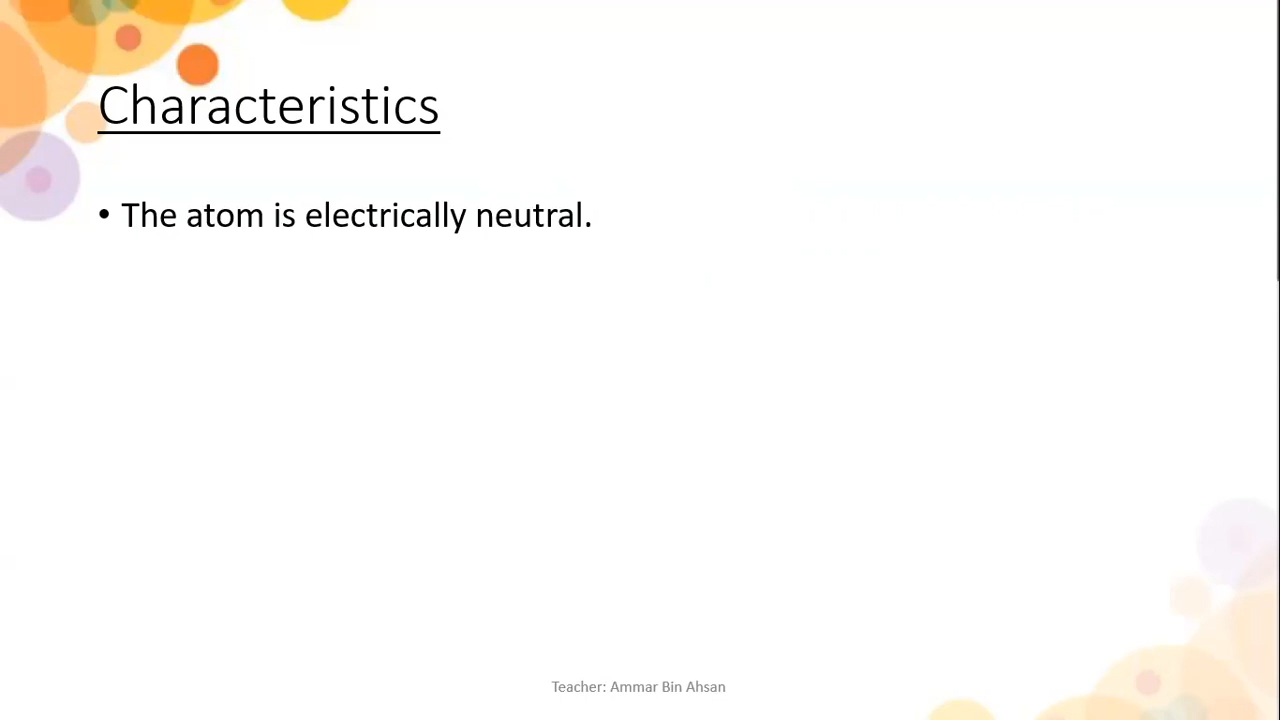 Characteristics
• The atom is electrically neutral.
Teacher: Ammar Bin Ahsan